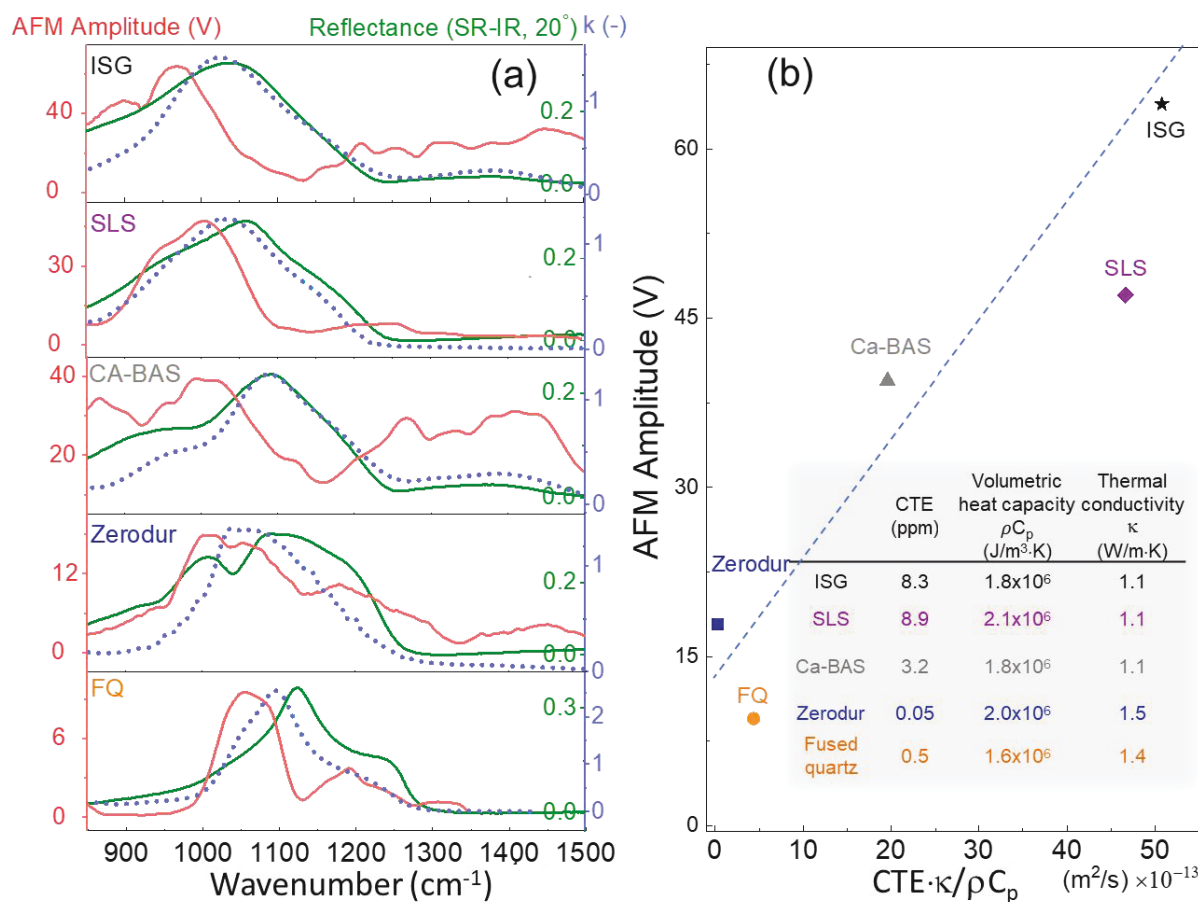 AFM Amplitude (V) Reflectance (SR-IR, 20°) k (-)
ISG
(a)
40
0
0.2
0.0
1
0
SLS
30
0
0.2
0.0
1
0
CA-BAS
40
20
0.2
0.0
1
0
Zerodur
12
0
0.2
0.0
1
0
FQ
6
0
0.3
0.0
2
1
0
900 1000 1100 1200 1300 1400 1500
Wavenumber (cm⁻¹)
(b)
AFM Amplitude (V)
60
45
30
15
0
ISG
SLS
Ca-BAS
Zerodur
FQ
CTE (ppm) Volumetric heat capacity ρCp (J/m³·K) Thermal conductivity κ (W/m·K)
ISG 8.3 1.8x10⁶ 1.1
SLS 8.9 2.1x10⁶ 1.1
Ca-BAS 3.2 1.8x10⁶ 1.1
Zerodur 0.05 2.0x10⁶ 1.5
Fused quartz 0.5 1.6x10⁶ 1.4
0 10 20 30 40 50
CTE·κ/ρCp (m²/s) ×10⁻¹³